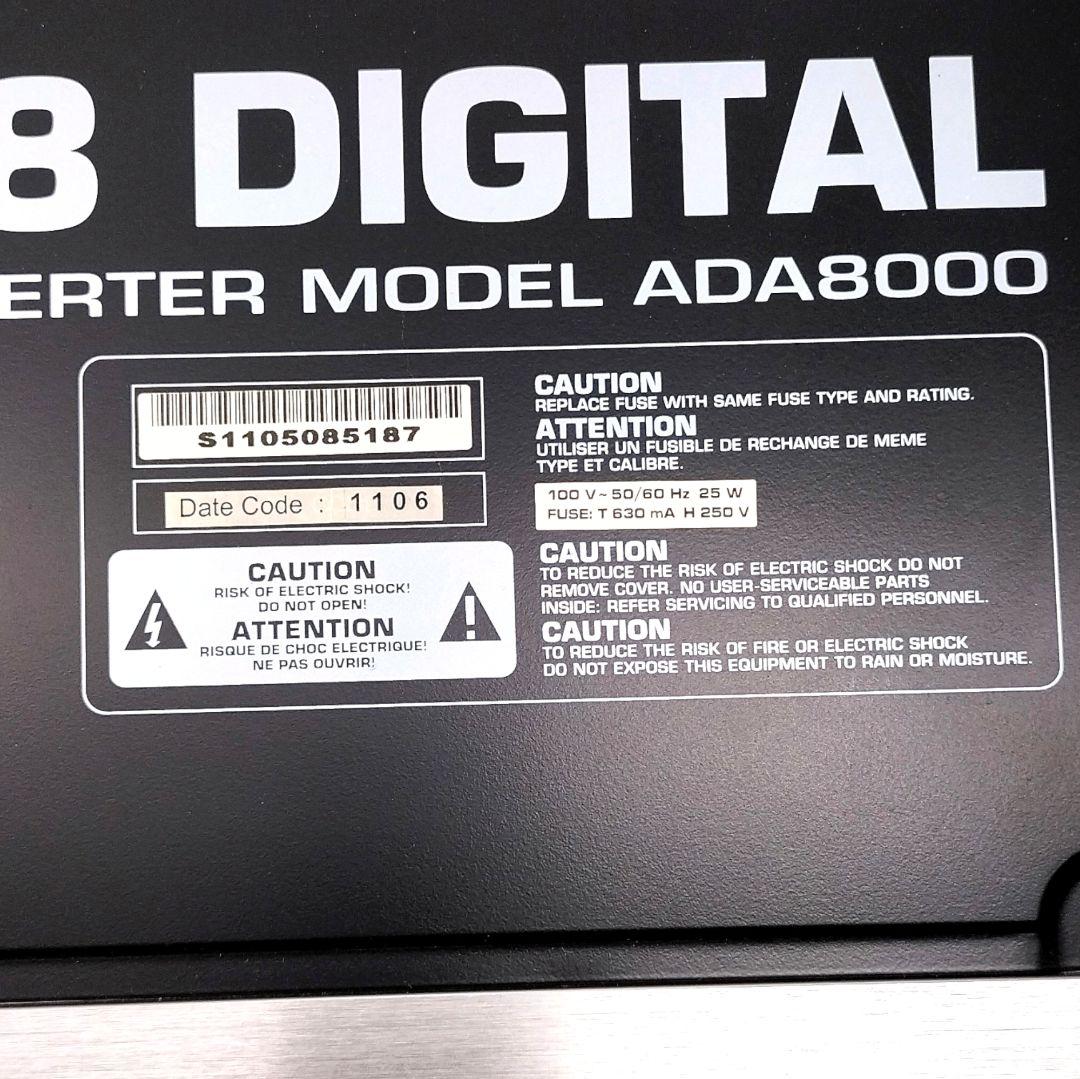 8 DIGITAL
ERTER MODEL ADA8000
S1105085187
Date Code : 1106
CAUTION
RISK OF ELECTRIC SHOCK!
DO NOT OPEN!
ATTENTION
RISQUE DE CHOC ELECTRIQUE!
NE PAS OUVRIR!
CAUTION
REPLACE FUSE WITH SAME FUSE TYPE AND RATING.
ATTENTION
UTILISER UN FUSIBLE DE RECHANGE DE MEME
TYPE ET CALIBRE.
100 V~ 50/60 Hz 25 W
FUSE: T 630 mA H 250 V
CAUTION
TO REDUCE THE RISK OF ELECTRIC SHOCK DO NOT
REMOVE COVER. NO USER-SERVICEABLE PARTS
INSIDE: REFER SERVICING TO QUALIFIED PERSONNEL.
CAUTION
TO REDUCE THE RISK OF FIRE OR ELECTRIC SHOCK
DO NOT EXPOSE THIS EQUIPMENT TO RAIN OR MOISTURE.